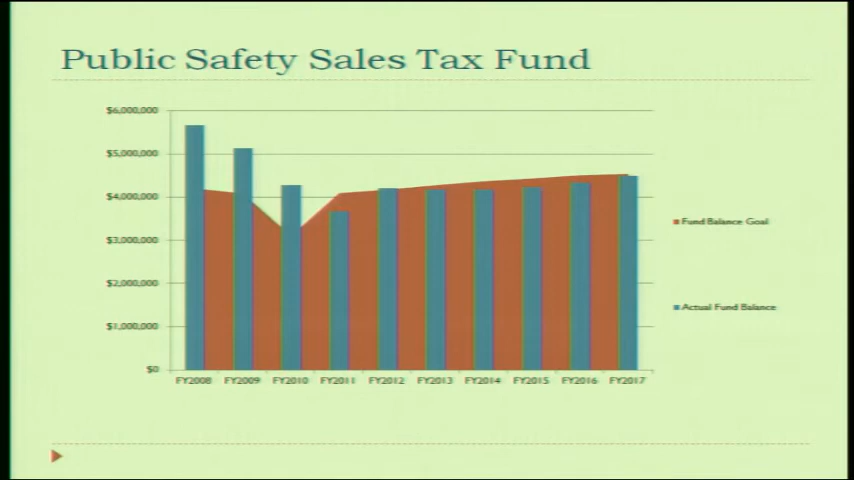 Public Safety Sales Tax Fund
$6,000,000
$5,000,000
$4,000,000
$3,000,000
$2,000,000
$1,000,000
$0
FY2008 FY2009 FY2010 FY2011 FY2012 FY2013 FY2014 FY2015 FY2016 FY2017
Fund Balance Goal
Actual Fund Balance